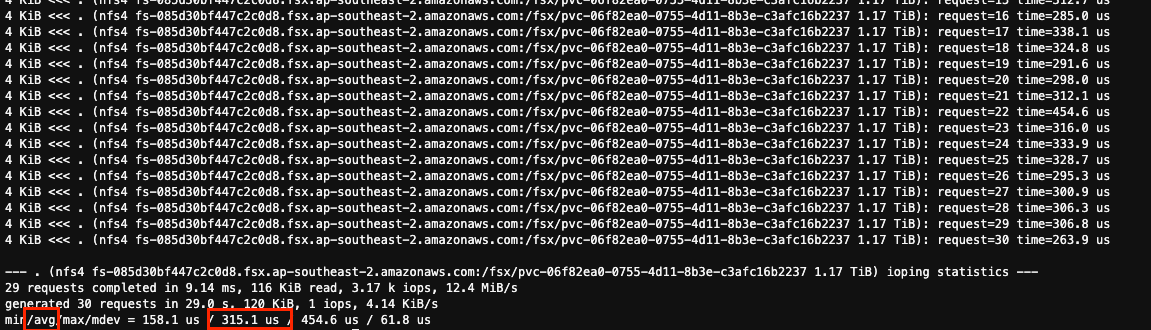 4 KiB <<< . (nfs4 fs-085d30bf447c2c0d8.fsx.ap-southeast-2.amazonaws.com:/fsx/pvc-06f82ea0-0755-4d11-8b3e-c3afc16b2237 1.17 TiB): request=15 time=312.7 us
4 KiB <<< . (nfs4 fs-085d30bf447c2c0d8.fsx.ap-southeast-2.amazonaws.com:/fsx/pvc-06f82ea0-0755-4d11-8b3e-c3afc16b2237 1.17 TiB): request=16 time=285.0 us
4 KiB <<< . (nfs4 fs-085d30bf447c2c0d8.fsx.ap-southeast-2.amazonaws.com:/fsx/pvc-06f82ea0-0755-4d11-8b3e-c3afc16b2237 1.17 TiB): request=17 time=338.1 us
4 KiB <<< . (nfs4 fs-085d30bf447c2c0d8.fsx.ap-southeast-2.amazonaws.com:/fsx/pvc-06f82ea0-0755-4d11-8b3e-c3afc16b2237 1.17 TiB): request=18 time=324.8 us
4 KiB <<< . (nfs4 fs-085d30bf447c2c0d8.fsx.ap-southeast-2.amazonaws.com:/fsx/pvc-06f82ea0-0755-4d11-8b3e-c3afc16b2237 1.17 TiB): request=19 time=291.6 us
4 KiB <<< . (nfs4 fs-085d30bf447c2c0d8.fsx.ap-southeast-2.amazonaws.com:/fsx/pvc-06f82ea0-0755-4d11-8b3e-c3afc16b2237 1.17 TiB): request=20 time=298.0 us
4 KiB <<< . (nfs4 fs-085d30bf447c2c0d8.fsx.ap-southeast-2.amazonaws.com:/fsx/pvc-06f82ea0-0755-4d11-8b3e-c3afc16b2237 1.17 TiB): request=21 time=312.1 us
4 KiB <<< . (nfs4 fs-085d30bf447c2c0d8.fsx.ap-southeast-2.amazonaws.com:/fsx/pvc-06f82ea0-0755-4d11-8b3e-c3afc16b2237 1.17 TiB): request=22 time=454.6 us
4 KiB <<< . (nfs4 fs-085d30bf447c2c0d8.fsx.ap-southeast-2.amazonaws.com:/fsx/pvc-06f82ea0-0755-4d11-8b3e-c3afc16b2237 1.17 TiB): request=23 time=316.0 us
4 KiB <<< . (nfs4 fs-085d30bf447c2c0d8.fsx.ap-southeast-2.amazonaws.com:/fsx/pvc-06f82ea0-0755-4d11-8b3e-c3afc16b2237 1.17 TiB): request=24 time=333.9 us
4 KiB <<< . (nfs4 fs-085d30bf447c2c0d8.fsx.ap-southeast-2.amazonaws.com:/fsx/pvc-06f82ea0-0755-4d11-8b3e-c3afc16b2237 1.17 TiB): request=25 time=328.7 us
4 KiB <<< . (nfs4 fs-085d30bf447c2c0d8.fsx.ap-southeast-2.amazonaws.com:/fsx/pvc-06f82ea0-0755-4d11-8b3e-c3afc16b2237 1.17 TiB): request=26 time=295.3 us
4 KiB <<< . (nfs4 fs-085d30bf447c2c0d8.fsx.ap-southeast-2.amazonaws.com:/fsx/pvc-06f82ea0-0755-4d11-8b3e-c3afc16b2237 1.17 TiB): request=27 time=300.9 us
4 KiB <<< . (nfs4 fs-085d30bf447c2c0d8.fsx.ap-southeast-2.amazonaws.com:/fsx/pvc-06f82ea0-0755-4d11-8b3e-c3afc16b2237 1.17 TiB): request=28 time=306.3 us
4 KiB <<< . (nfs4 fs-085d30bf447c2c0d8.fsx.ap-southeast-2.amazonaws.com:/fsx/pvc-06f82ea0-0755-4d11-8b3e-c3afc16b2237 1.17 TiB): request=29 time=306.8 us
4 KiB <<< . (nfs4 fs-085d30bf447c2c0d8.fsx.ap-southeast-2.amazonaws.com:/fsx/pvc-06f82ea0-0755-4d11-8b3e-c3afc16b2237 1.17 TiB): request=30 time=263.9 us
--- . (nfs4 fs-085d30bf447c2c0d8.fsx.ap-southeast-2.amazonaws.com:/fsx/pvc-06f82ea0-0755-4d11-8b3e-c3afc16b2237 1.17 TiB) ioping statistics ---
29 requests completed in 9.14 ms, 116 KiB read, 3.17 k iops, 12.4 MiB/s
generated 30 requests in 29.0 s, 120 KiB, 1 iops, 4.14 KiB/s
min/avg/max/mdev = 158.1 us / 315.1 us / 454.6 us / 61.8 us